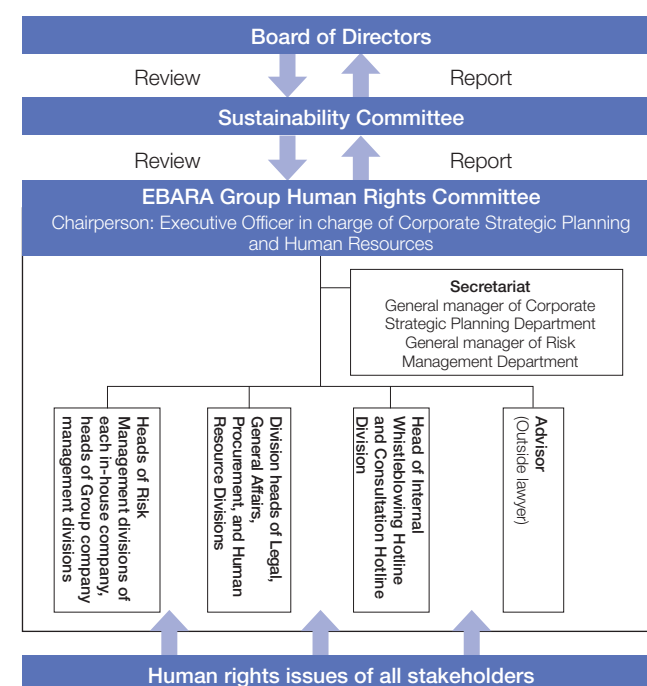 Board of Directors
Review
Report
Sustainability Committee
Review
Report
EBARA Group Human Rights Committee
Chairperson: Executive Officer in charge of Corporate Strategic Planning
and Human Resources
Secretariat
General manager of Corporate
Strategic Planning Department
General manager of Risk
Management Department
Heads of Risk
Management divisions of
each in-house company,
heads of Group company
management divisions
Division heads of Legal,
General Affairs,
Procurement, and Human
Resource Divisions
Head of Internal
Whistleblowing Hotline
and Consultation Hotline
Division
Advisor
(Outside lawyer)
Human rights issues of all stakeholders